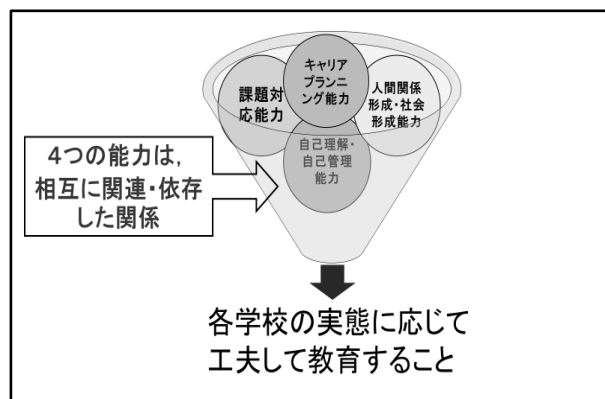 キャリア
プランニ
ング能力
課題対
応能力
人間関係
形成・社会
形成能力
自己理解・
自己管理
能力
4つの能力は,
相互に関連・依存
した関係
各学校の実態に応じて
工夫して教育すること